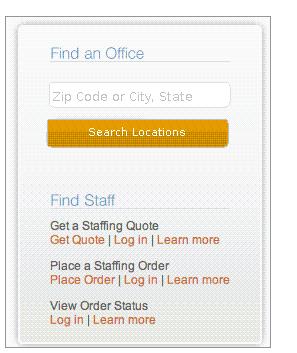 Find an Office
Zip Code or City, State
Search Locations
Find Staff
Get a Staffing Quote
Get Quote | Log in | Learn more
Place a Staffing Order
Place Order | Log in | Learn more
View Order Status
Log in | Learn more